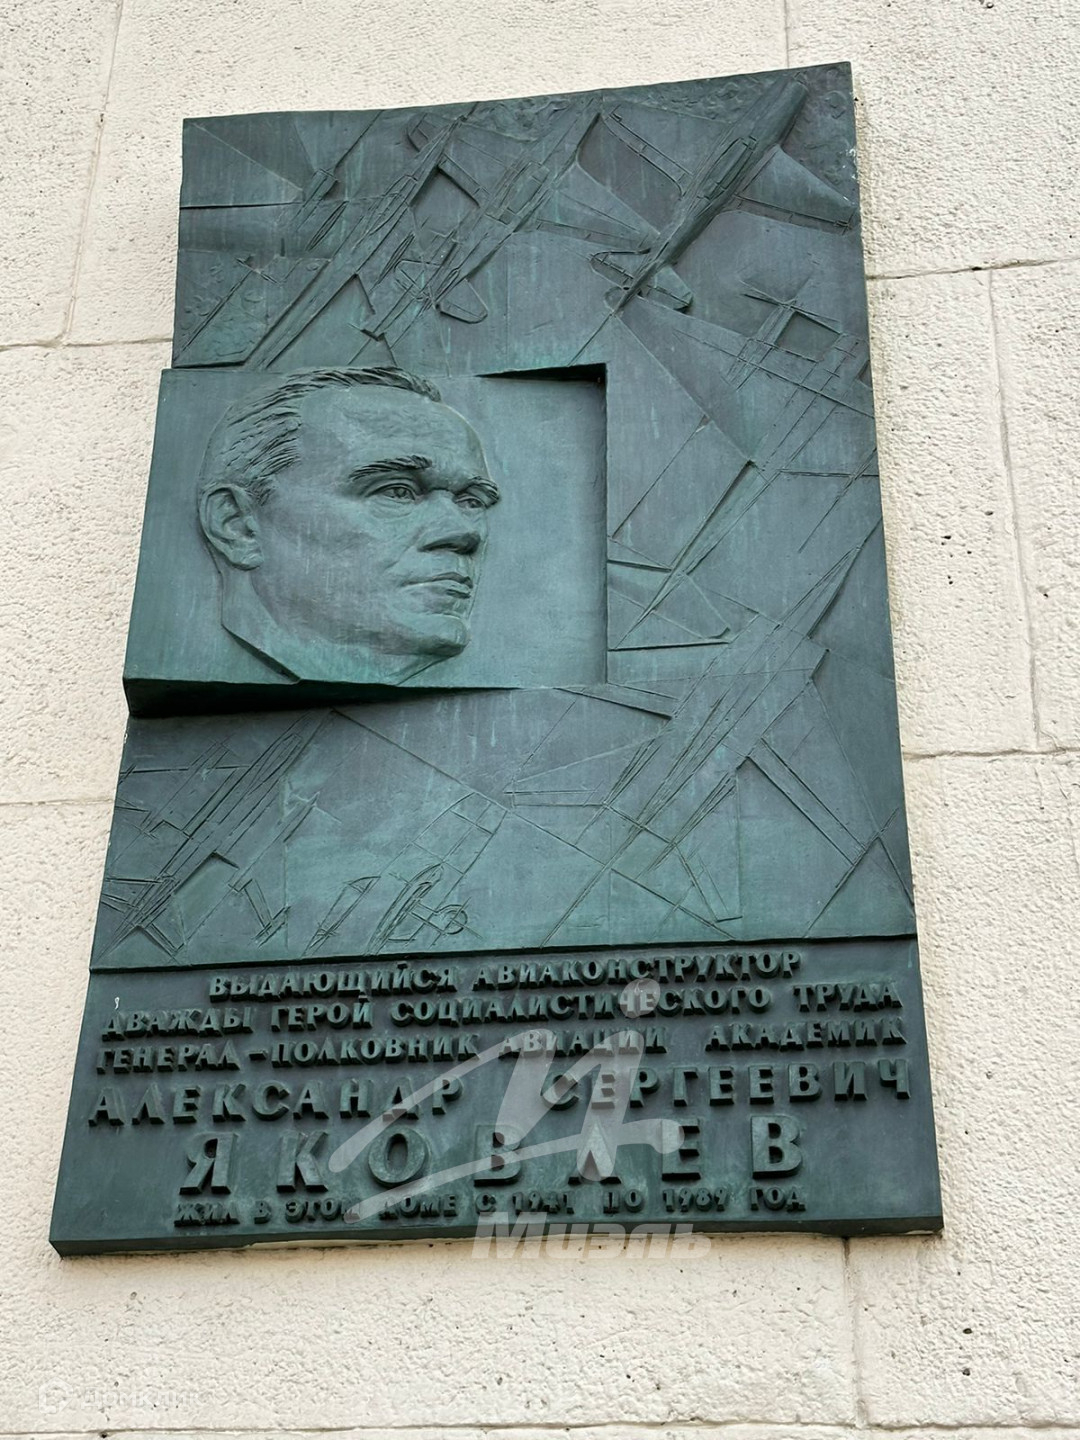 ВЫДАЮЩИЙСЯ АВИАКОНСТРУКТОР
ДВАЖДЫ ГЕРОЙ СОЦИАЛИСТИЧЕСКОГО ТРУДА
ГЕНЕРАЛ-ПОЛКОВНИК АВИАЦИИ АКАДЕМИК
АЛЕКСАНДР СЕРГЕЕВИЧ
ЯКОВЛЕВ
ЖИЛ В ЭТОМ ДОМЕ С 1941 ПО 1989 ГОД
Миэль